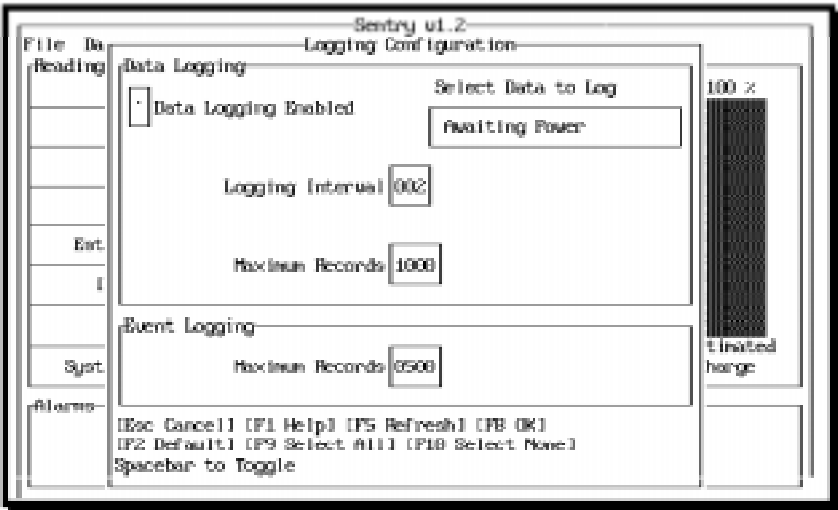 Sentry v1.2
Logging Configuration
File Da
Reading
Data Logging
Select Data to Log
100 %
Data Logging Enabled
Awaiting Power
Logging Interval 002
Est
Maximum Records 1000
Event Logging
timated
Syst
Maximum Records 0500
harge
Alarms
[Esc Cancel] [F1 Help] [F5 Refresh] [F8 OK]
[F2 Default] [F9 Select All] [F10 Select None]
Spacebar to Toggle